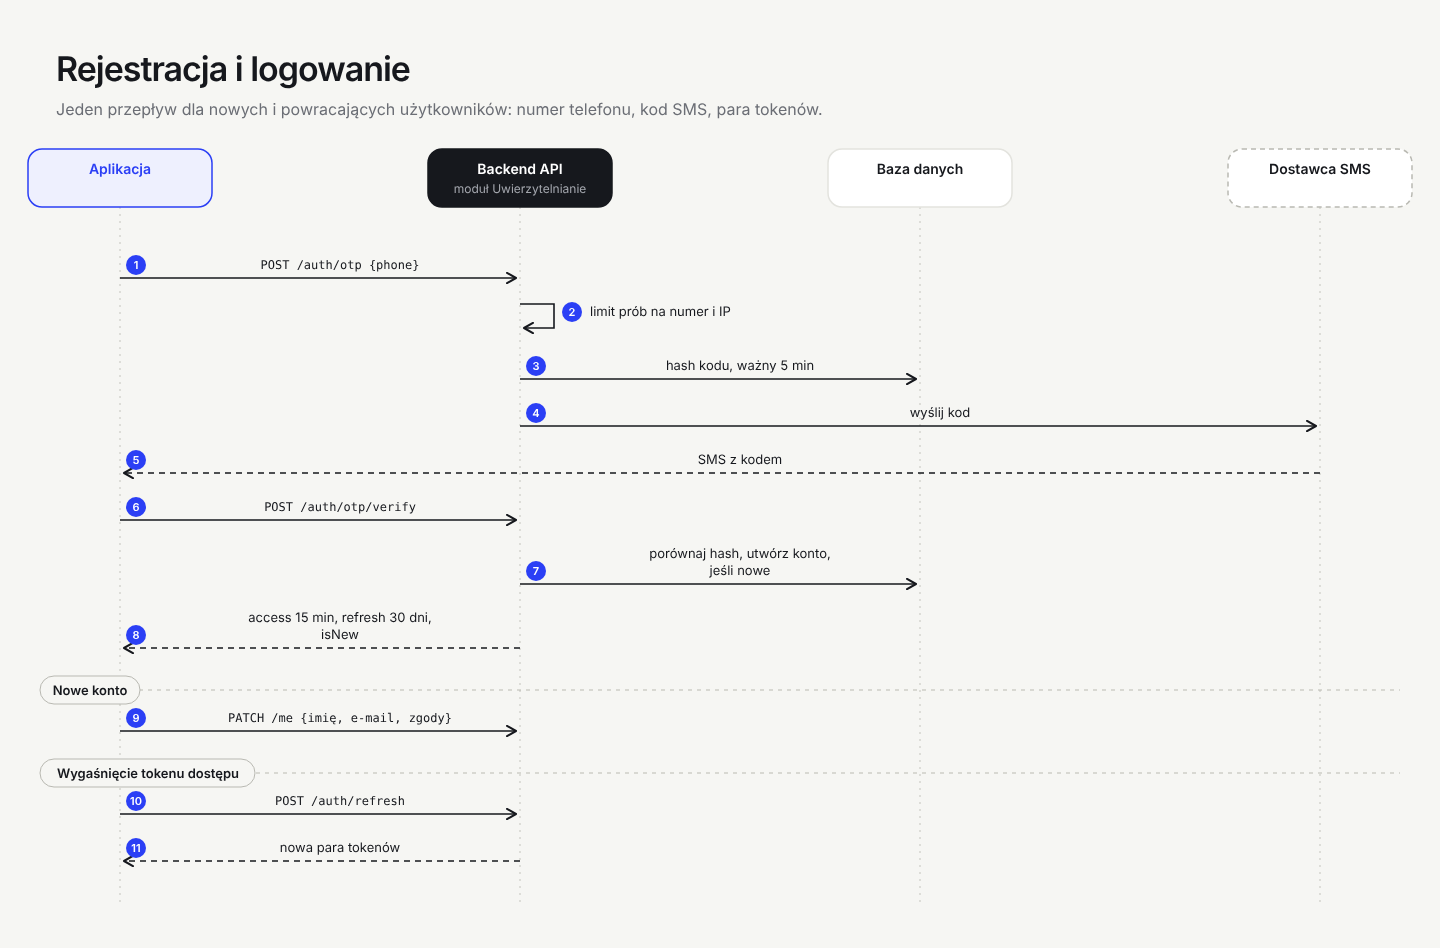 Rejestracja i logowanie
Jeden przepływ dla nowych i powracających użytkowników: numer telefonu, kod SMS, para tokenów.
Aplikacja
Backend API
moduł Uwierzytelnianie
Baza danych
Dostawca SMS
1
POST /auth/otp {phone}
2
limit prób na numer i IP
3
hash kodu, ważny 5 min
4
wyślij kod
5
SMS z kodem
6
POST /auth/otp/verify
7
porównaj hash, utwórz konto,
jeśli nowe
8
access 15 min, refresh 30 dni,
isNew
Nowe konto
9
PATCH /me {imię, e-mail, zgody}
Wygaśnięcie tokenu dostępu
10
POST /auth/refresh
11
nowa para tokenów